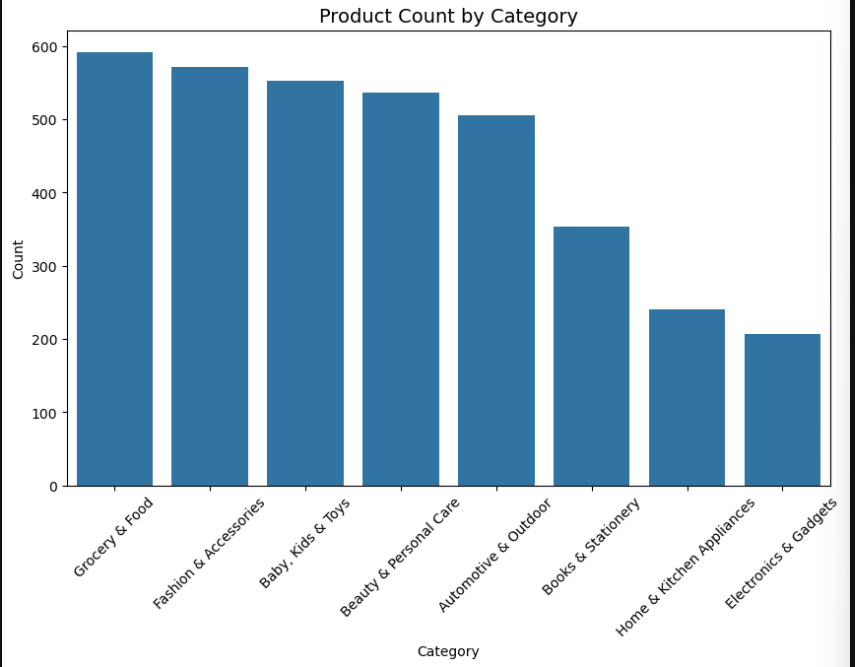 Product Count by Category
Count
600
500
400
300
200
100
0
Grocery & Food
Fashion & Accessories
Baby, Kids & Toys
Beauty & Personal Care
Automotive & Outdoor
Books & Stationery
Home & Kitchen Appliances
Electronics & Gadgets
Category